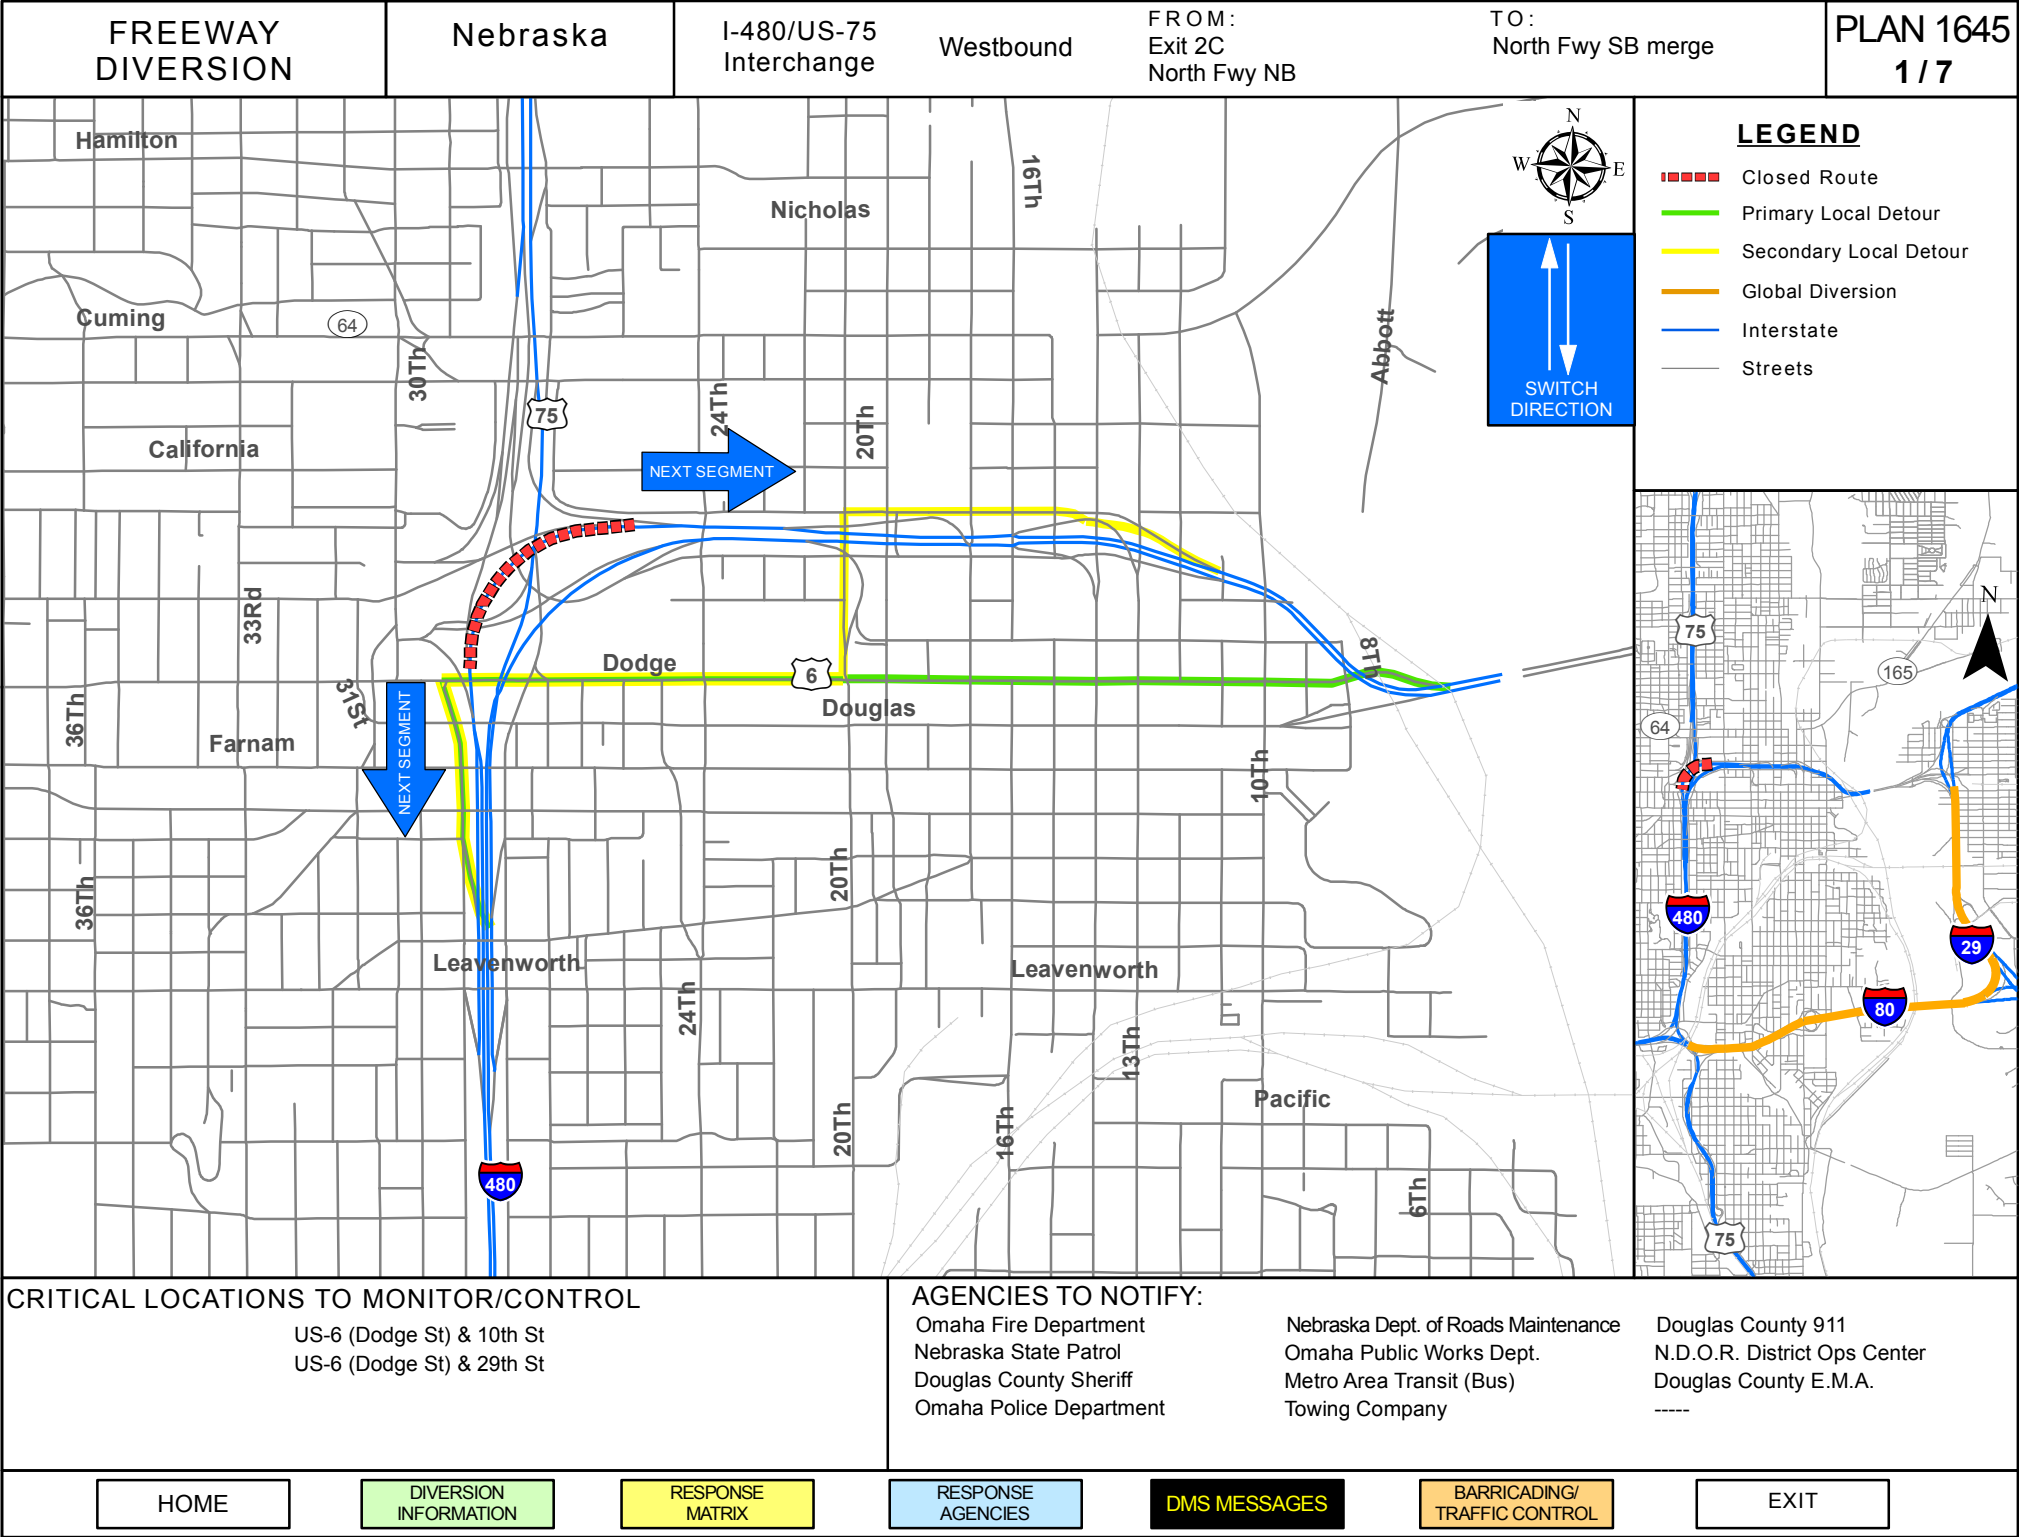 FREEWAY
DIVERSION
Nebraska
I-480/US-75
Interchange
Westbound
FROM:
Exit 2C
North Fwy NB
TO:
North Fwy SB merge
PLAN 1645
1 / 7
Hamilton
Nicholas
16Th
Cuming
64
30Th
75
24Th
20Th
Abbott
California
NEXT SEGMENT
N
W
E
S
SWITCH
DIRECTION
33Rd
Dodge
6
8Th
31St
36Th
Farnam
Douglas
NEXT SEGMENT
10Th
36Th
20Th
Leavenworth
Leavenworth
24Th
13Th
Pacific
20Th
16Th
480
6Th
LEGEND
Closed Route
Primary Local Detour
Secondary Local Detour
Global Diversion
Interstate
Streets
N
75
165
64
480
29
80
75
CRITICAL LOCATIONS TO MONITOR/CONTROL
US-6 (Dodge St) & 10th St
US-6 (Dodge St) & 29th St
AGENCIES TO NOTIFY:
Omaha Fire Department
Nebraska State Patrol
Douglas County Sheriff
Omaha Police Department
Nebraska Dept. of Roads Maintenance
Omaha Public Works Dept.
Metro Area Transit (Bus)
Towing Company
Douglas County 911
N.D.O.R. District Ops Center
Douglas County E.M.A.
-----
HOME
DIVERSION
INFORMATION
RESPONSE
MATRIX
RESPONSE
AGENCIES
DMS MESSAGES
BARRICADING/
TRAFFIC CONTROL
EXIT